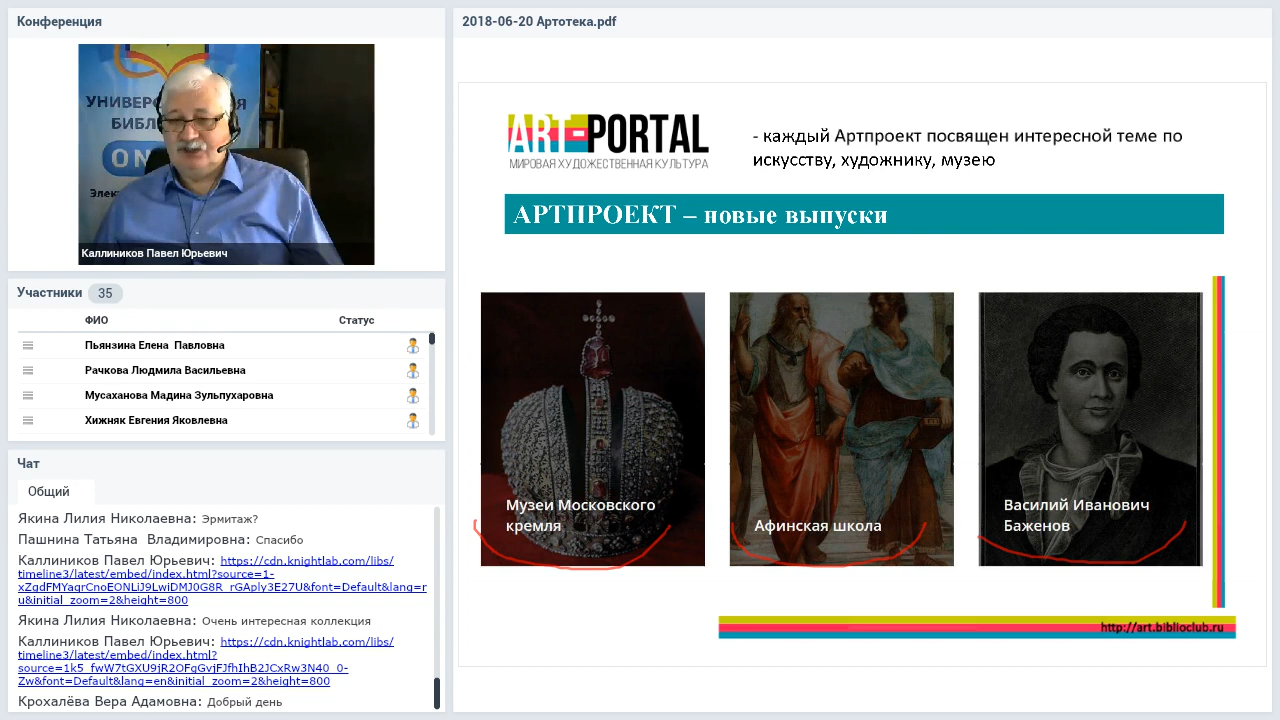 Конференция
УНИВЕРС
АЯ
БИБЛ
ON
Элек
Каллиников Павел Юрьевич
Участники 35
ФИО Статус
Пьянзина Елена Павловна
Рачкова Людмила Васильевна
Мусаханова Мадина Зульпухаровна
Хижняк Евгения Яковлевна
Чат
Общий
Якина Лилия Николаевна: Эрмитаж?
Пашнина Татьяна Владимировна: Спасибо
Каллиников Павел Юрьевич: https://cdn.knightlab.com/libs/
timeline3/latest/embed/index.html?source=1-
xZgdFMYaqrCnoEONLiJ9LwiDMJ0G8R_rGAply3E27U&font=Default&lang=r
u&initial_zoom=2&height=800
Якина Лилия Николаевна: Очень интересная коллекция
Каллиников Павел Юрьевич: https://cdn.knightlab.com/libs/
timeline3/latest/embed/index.html?
source=1k5_fwW7tGXU9jR2OFgGvjFJfhIhB2JCxRw3N40_0-
Zw&font=Default&lang=en&initial_zoom=2&height=800
Крохалёва Вера Адамовна: Добрый день
2018-06-20 Артотека.pdf
ART-PORTAL
МИРОВАЯ ХУДОЖЕСТВЕННАЯ КУЛЬТУРА
- каждый Артпроект посвящен интересной теме по
искусству, художнику, музею
АРТПРОЕКТ – новые выпуски
Музеи Московского
кремля
Афинская школа
Василий Иванович
Баженов
http://art.biblioclub.ru